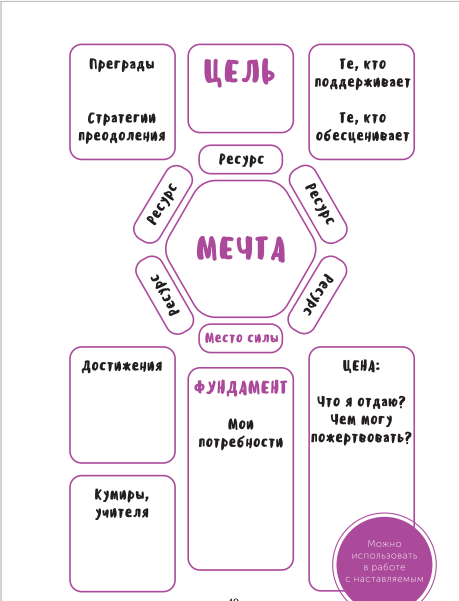 Преграды
Стратегии
преодоления
ЦЕЛЬ
Те, кто
поддерживает
Те, кто
обесценивает
Ресурс
Ресурс
Ресурс
МЕЧТА
Ресурс
Ресурс
Место силы
Достижения
ФУНДАМЕНТ
Мои
потребности
ЦЕНА:
Что я отдаю?
Чем могу
пожертвовать?
Кумиры,
учителя
Можно
использовать
в работе
с наставляемым